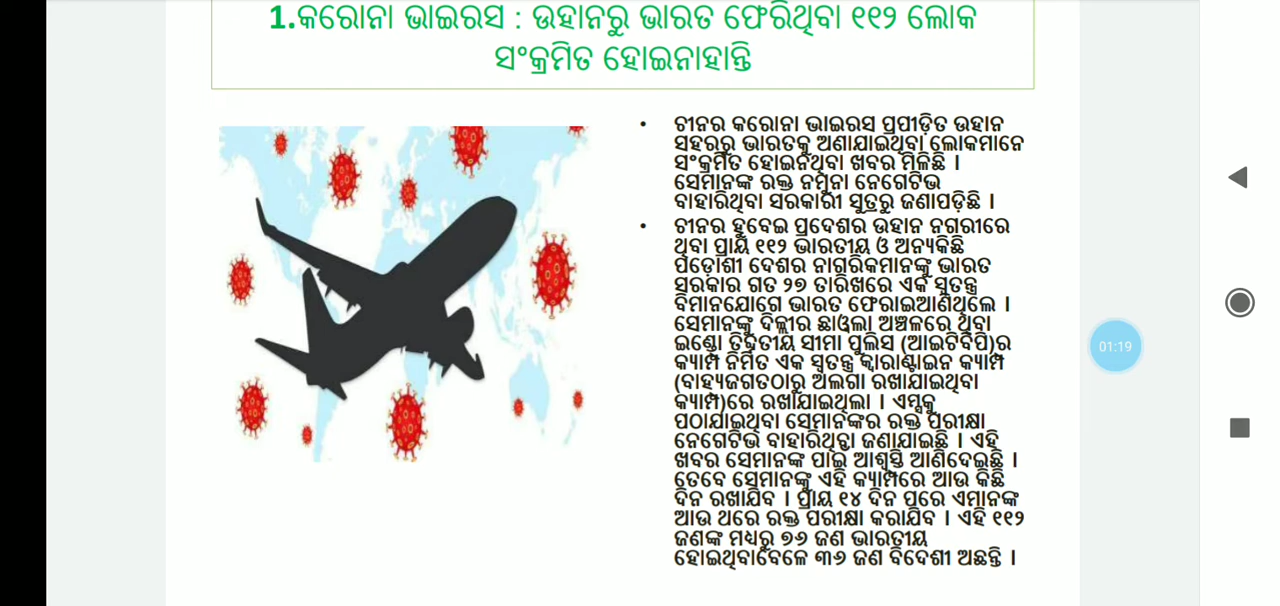 1.କରୋନା ଭାଇରସ : ଉହାନରୁ ଭାରତ ଫେରିଥିବା ୧୧୨ ଲୋକ
ସଂକ୍ରମିତ ହୋଇନାହାନ୍ତି
• ଚୀନର କରୋନା ଭାଇରସ ପ୍ରପୀଡ଼ିତ ଉହାନ
ସହରରୁ ଭାରତକୁ ଅଣାଯାଇଥିବା ଲୋକମାନେ
ସଂକ୍ରମିତ ହୋଇନଥିବା ଖବର ମିଳିଛି ।
ସେମାନଙ୍କ ରକ୍ତ ନମୁନା ନେଗେଟିଭ
ବାହାରିଥିବା ସରକାରୀ ସୁତ୍ରରୁ ଜଣାପଡ଼ିଛି ।
• ଚୀନର ହୁବେଇ ପ୍ରଦେଶର ଉହାନ ନଗରୀରେ
ଥିବା ପ୍ରାୟ ୧୧୨ ଭାରତୀୟ ଓ ଅନ୍ୟକିଛି
ପଡ଼ୋଶୀ ଦେଶର ନାଗରିକମାନଙ୍କୁ ଭାରତ
ସରକାର ଗତ ୨୭ ତାରିଖରେ ଏକ ସ୍ୱତନ୍ତ୍ର
ବିମାନଯୋଗେ ଭାରତ ଫେରାଇଆଣିଥିଲେ ।
ସେମାନଙ୍କୁ ଦିଲ୍ଲୀର ଛାୱଲା ଅଞ୍ଚଳରେ ଥିବା
ଇଣ୍ଡୋ ତିବ୍ବତୀୟ ସୀମା ପୁଲିସ (ଆଇଟିବିପି)ର
କ୍ୟାମ୍ପ ନିର୍ମିତ ଏକ ସ୍ୱତନ୍ତ୍ର କ୍ୱାରାଣ୍ଟାଇନ କ୍ୟାମ୍ପ
(ବାହ୍ୟଜଗତଠାରୁ ଅଲଗା ରଖାଯାଇଥିବା
କ୍ୟାମ୍ପ)ରେ ରଖାଯାଇଥିଲା । ଏମ୍ସକୁ
ପଠାଯାଇଥିବା ସେମାନଙ୍କର ରକ୍ତ ପରୀକ୍ଷା
ନେଗେଟିଭ ବାହାରିଥିବା ଜଣାଯାଇଛି । ଏହି
ଖବର ସେମାନଙ୍କ ପାଇଁ ଆଶ୍ୱସ୍ତି ଆଣିଦେଇଛି ।
ତେବେ ସେମାନଙ୍କୁ ଏହି କ୍ୟାମ୍ପରେ ଆଉ କିଛି
ଦିନ ରଖାଯିବ । ପ୍ରାୟ ୧୪ ଦିନ ପରେ ଏମାନଙ୍କ
ଆଉ ଥରେ ରକ୍ତ ପରୀକ୍ଷା କରାଯିବ । ଏହି ୧୧୨
ଜଣଙ୍କ ମଧ୍ୟରୁ ୭୬ ଜଣ ଭାରତୀୟ
ହୋଇଥିବାବେଳେ ୩୬ ଜଣ ବିଦେଶୀ ଅଛନ୍ତି ।
01:19